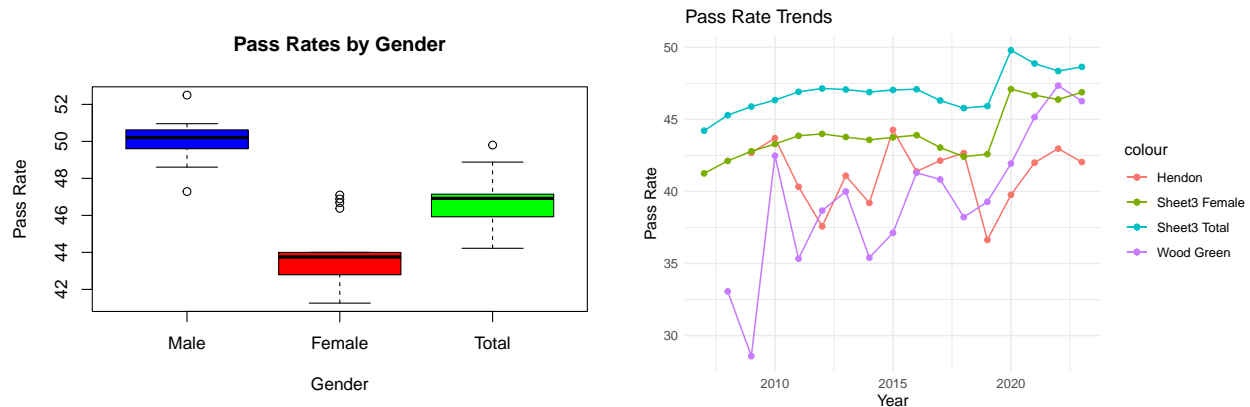 Pass Rates by Gender
52
50
48
46
44
42
Pass Rate
Male Female Total
Gender
Pass Rate Trends
50
45
40
35
30
Pass Rate
2010 2015 2020
Year
colour
Hendon
Sheet3 Female
Sheet3 Total
Wood Green